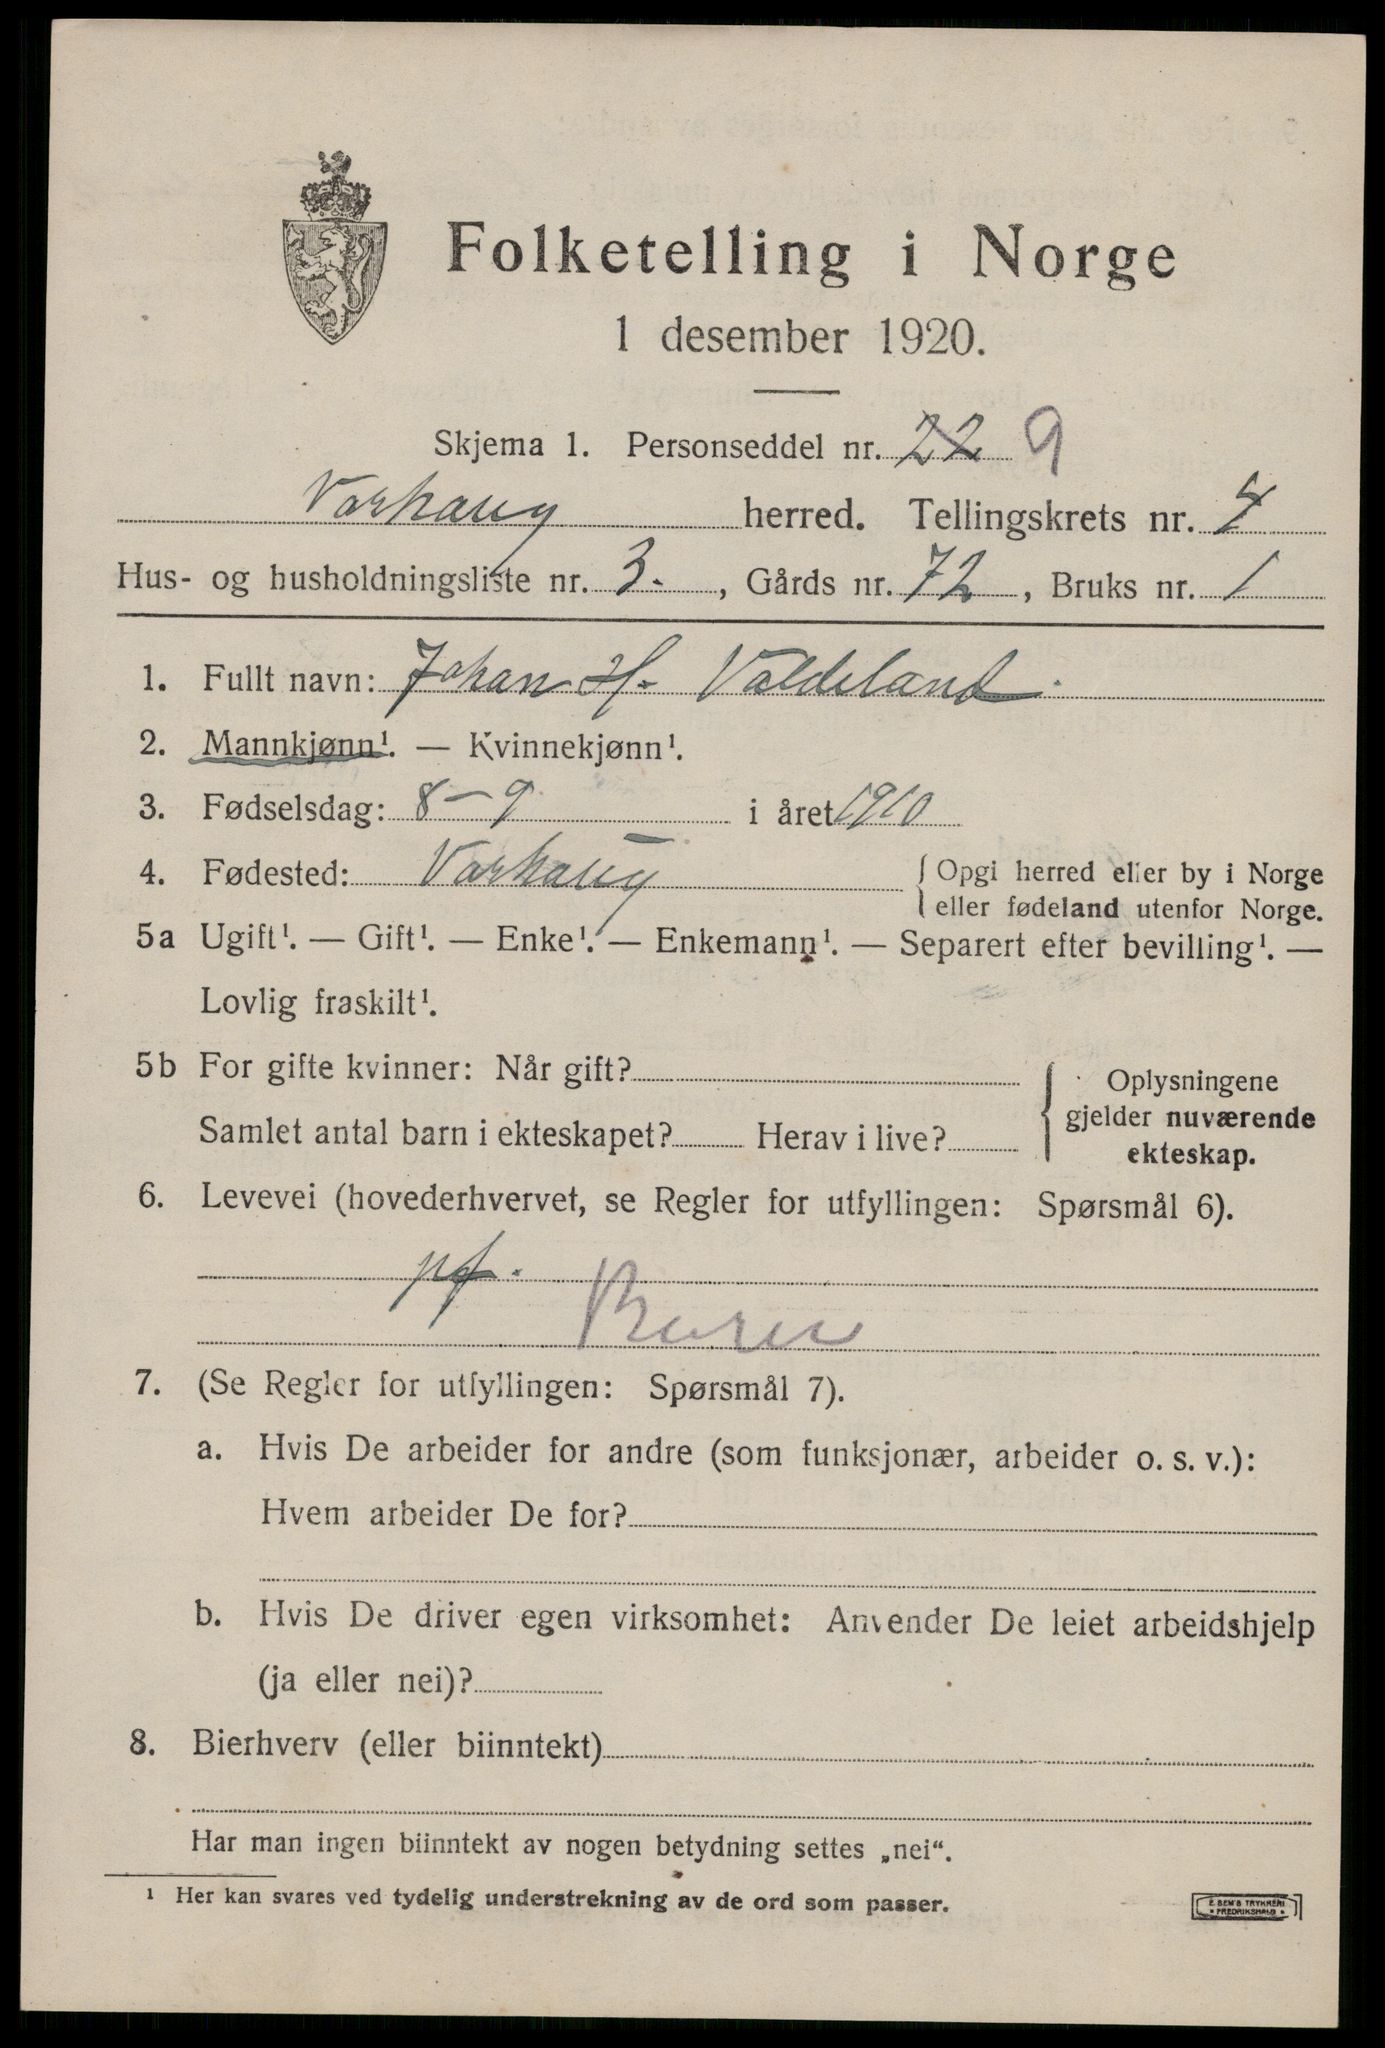 Folketelling i Norge
1 desember 1920.
Skjema 1. Personseddel nr. 22 9
Varhaug herred. Tellingskrets nr. 4
Hus- og husholdningsliste nr. 3. , Gårds nr. 72 , Bruks nr. 1
1. Fullt navn: Johan H. Valdeland.
2. Mannkjønn¹. — Kvinnekjønn¹.
3. Fødselsdag: 8 – 9 i året 1910
4. Fødested: Varhaug { Opgi herred eller by i Norge
eller fødeland utenfor Norge.
5a Ugift¹. — Gift¹. — Enke¹. — Enkemann¹. — Separert efter bevilling¹. —
Lovlig fraskilt¹.
5b For gifte kvinner: Når gift?
Samlet antal barn i ekteskapet? Herav i live?
{ Oplysningene
gjelder nuværende
ekteskap.
6. Levevei (hovederhvervet, se Regler for utfyllingen: Spørsmål 6).
pf.
7. (Se Regler for utfyllingen: Spørsmål 7).
a. Hvis De arbeider for andre (som funksjonær, arbeider o. s. v.):
Hvem arbeider De for?
b. Hvis De driver egen virksomhet: Anvender De leiet arbeidshjelp
(ja eller nei)?
8. Bierhverv (eller biinntekt)
Har man ingen biinntekt av nogen betydning settes „nei“.
¹ Her kan svares ved tydelig understrekning av de ord som passer.
E. SEM'S TRYKKERI
• FREDRIKSHALD •